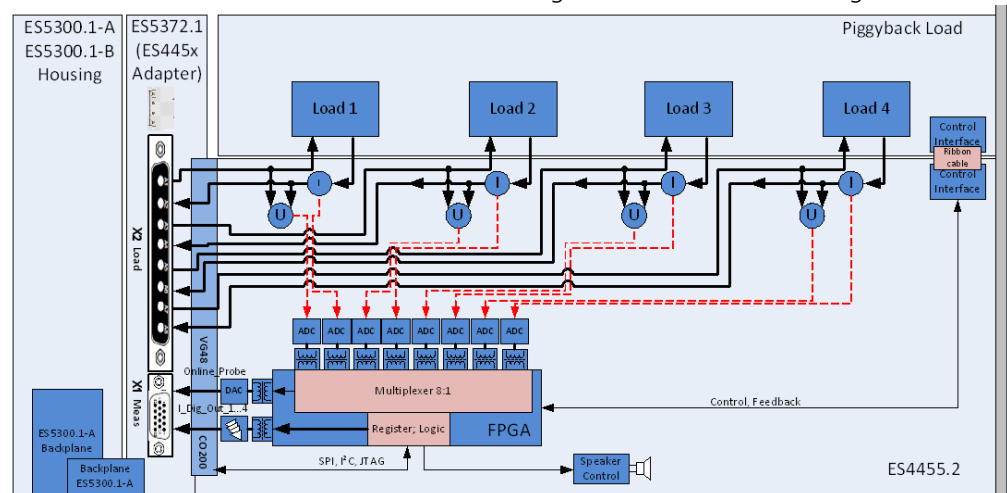 ES5300.1-A
ES5300.1-B
Housing
ES5372.1
(ES445x
Adapter)
Piggyback Load
Load 1
Load 2
Load 3
Load 4
Control
Interface
Ribbon
cable
Control
Interface
I
I
I
I
U
U
U
U
X2 Load
VG48
ADC
ADC
ADC
ADC
ADC
ADC
ADC
ADC
Online_Probe
DAC
Multiplexer 8:1
Control, Feedback
X1 Meas
I_Dig_Out_1...4
Register; Logic
FPGA
CO200
ES5300.1-A
Backplane
Backplane
ES5300.1-A
SPI, I²C, JTAG
Speaker
Control
ES4455.2